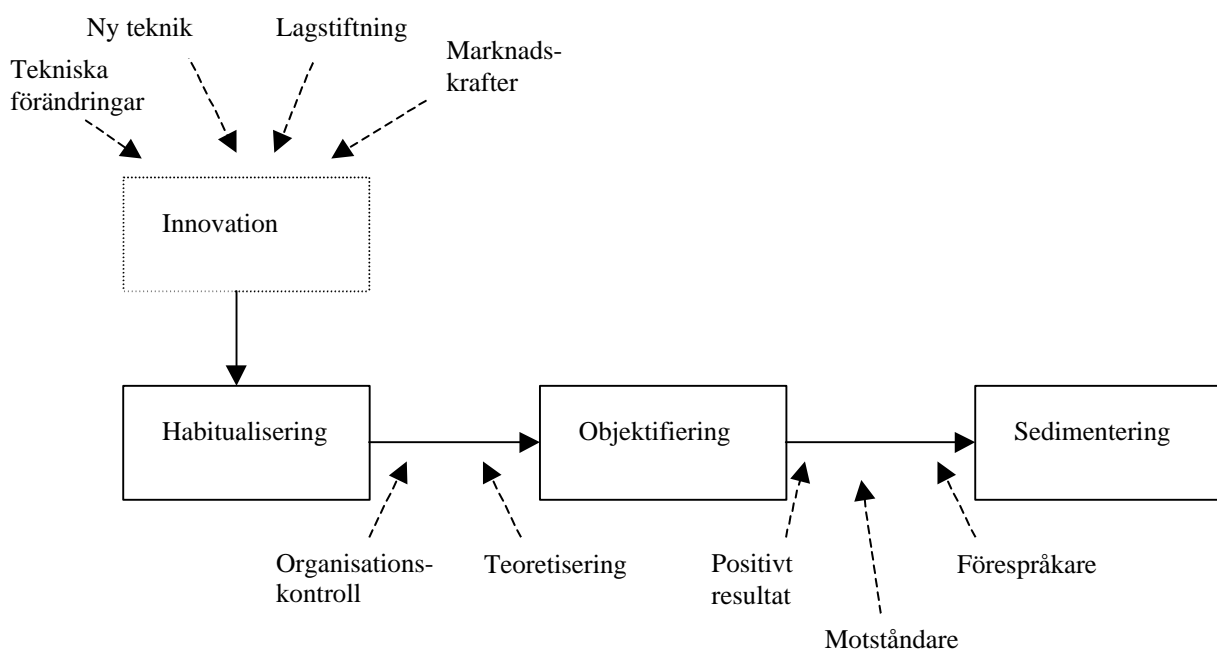 Ny teknik
Lagstiftning
Tekniska
förändringar
Marknads-
krafter
Innovation
Habitualisering
Objektifiering
Sedimentering
Organisations-
kontroll
Teoretisering
Positivt
resultat
Förespråkare
Motståndare